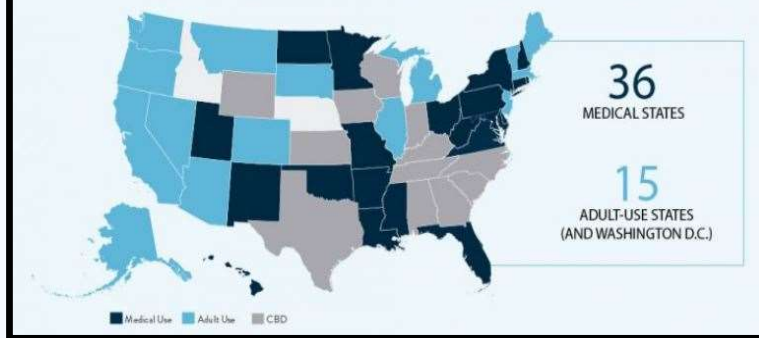 36
MEDICAL STATES
15
ADULT-USE STATES
(AND WASHINGTON D.C.)
Medical Use
Adult Use
CBD